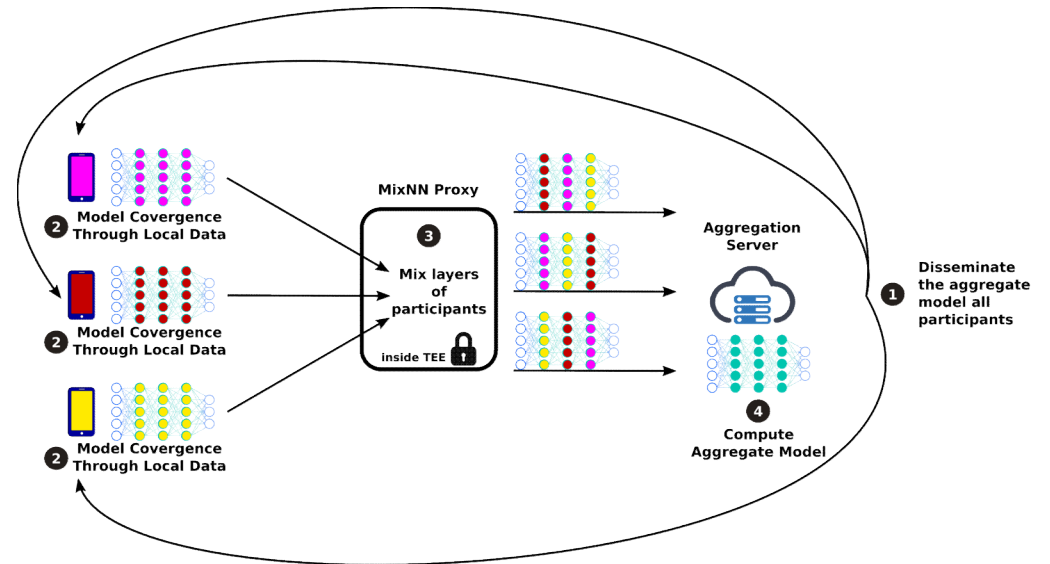 MixNN Proxy
2
Model Covergence
Through Local Data
2
Model Covergence
Through Local Data
2
Model Covergence
Through Local Data
3
Mix layers
of
participants
inside TEE
Aggregation
Server
4
Compute
Aggregate Model
1
Disseminate
the aggregate
model all
participants